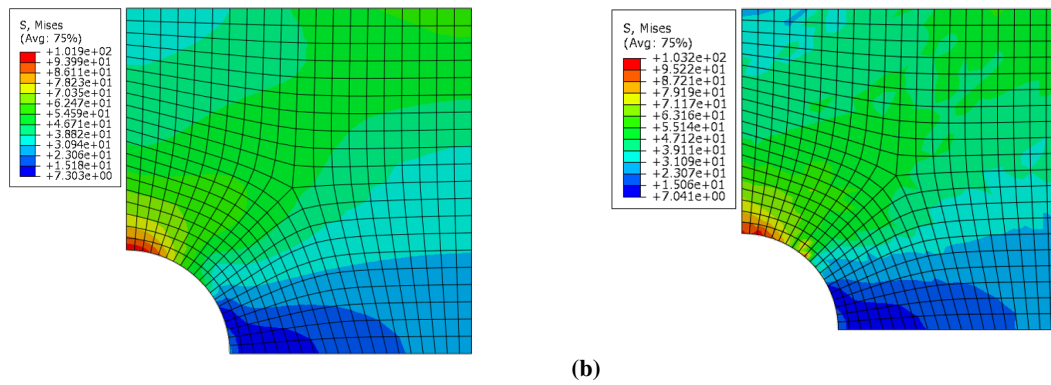 S, Mises
(Avg: 75%)
+1.019e+02
+9.399e+01
+8.611e+01
+7.823e+01
+7.035e+01
+6.247e+01
+5.459e+01
+4.671e+01
+3.882e+01
+3.094e+01
+2.306e+01
+1.518e+01
+7.303e+00
S, Mises
(Avg: 75%)
+1.032e+02
+9.522e+01
+8.721e+01
+7.919e+01
+7.117e+01
+6.316e+01
+5.514e+01
+4.712e+01
+3.911e+01
+3.109e+01
+2.307e+01
+1.506e+01
+7.041e+00
(b)